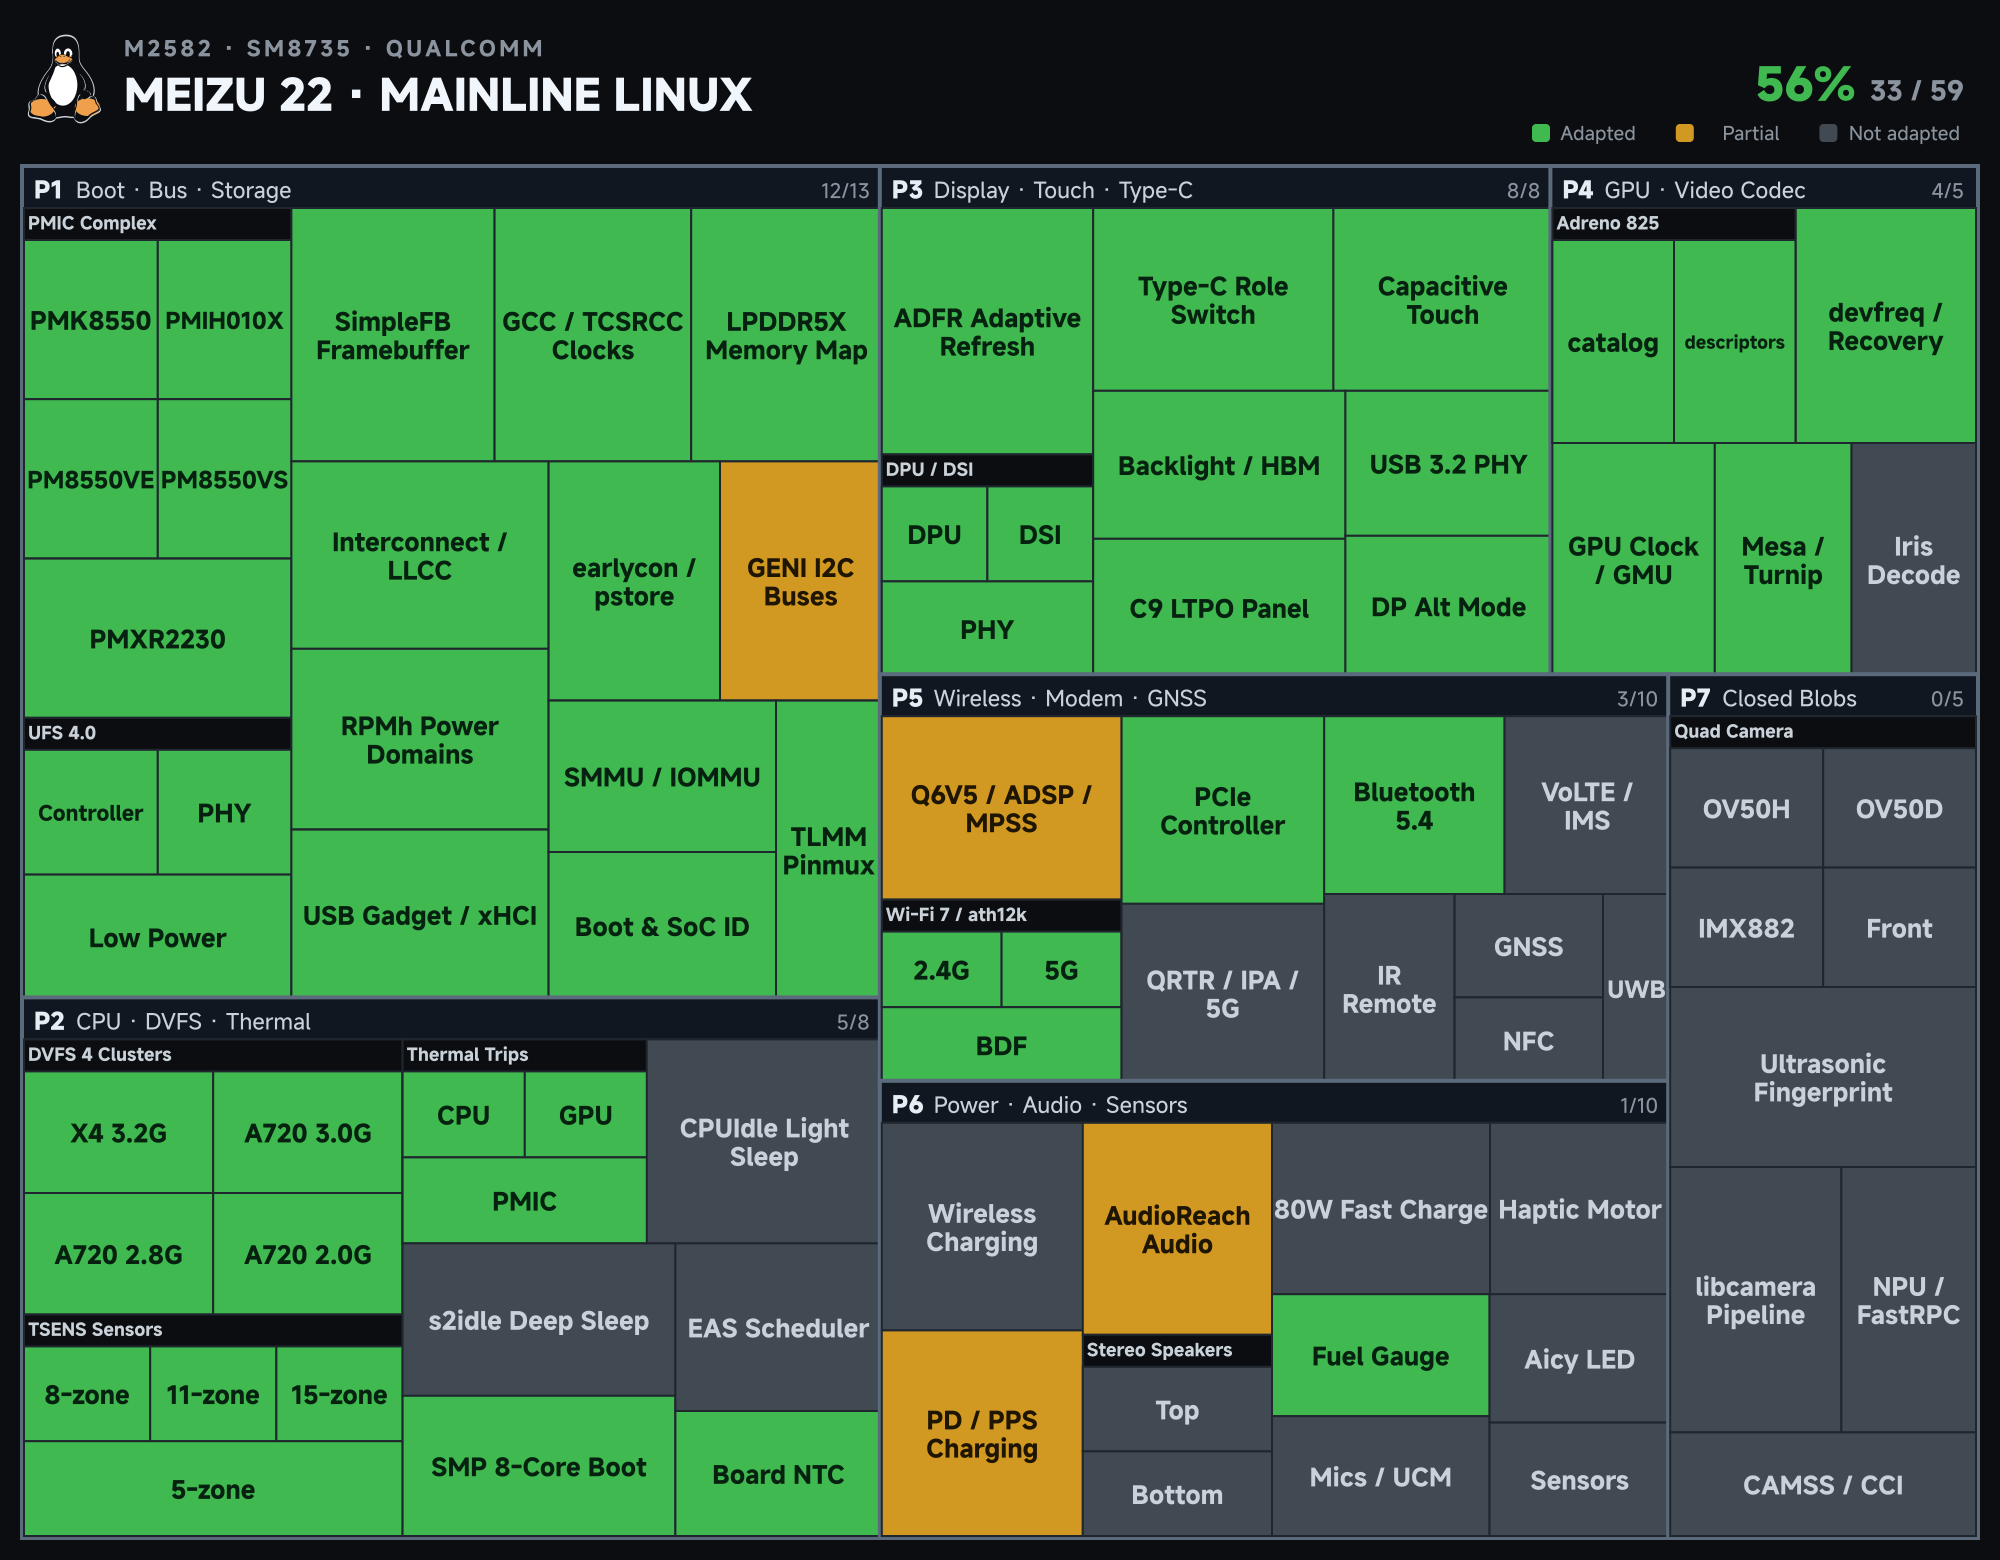 M2582 · SM8735 · QUALCOMM
MEIZU 22 · MAINLINE LINUX
56% 33 / 59
Adapted
Partial
Not adapted
P1 Boot · Bus · Storage 12/13
PMIC Complex
PMK8550
PMIH010X
PM8550VE
PM8550VS
PMXR2230
UFS 4.0
Controller
PHY
Low Power
SimpleFB
Framebuffer
GCC / TCSRCC
Clocks
LPDDR5X
Memory Map
Interconnect /
LLCC
earlycon /
pstore
GENI I2C
Buses
RPMh Power
Domains
SMMU / IOMMU
TLMM
Pinmux
USB Gadget / xHCI
Boot & SoC ID
P2 CPU · DVFS · Thermal 5/8
DVFS 4 Clusters
X4 3.2G
A720 3.0G
A720 2.8G
A720 2.0G
TSENS Sensors
8-zone
11-zone
15-zone
5-zone
Thermal Trips
CPU
GPU
PMIC
CPUIdle Light
Sleep
s2idle Deep Sleep
EAS Scheduler
SMP 8-Core Boot
Board NTC
P3 Display · Touch · Type-C 8/8
ADFR Adaptive
Refresh
Type-C Role
Switch
Capacitive
Touch
DPU / DSI
DPU
DSI
PHY
Backlight / HBM
USB 3.2 PHY
C9 LTPO Panel
DP Alt Mode
P4 GPU · Video Codec 4/5
Adreno 825
catalog
descriptors
devfreq /
Recovery
GPU Clock
/ GMU
Mesa /
Turnip
Iris
Decode
P5 Wireless · Modem · GNSS 3/10
Q6V5 / ADSP /
MPSS
PCIe
Controller
Bluetooth
5.4
VoLTE /
IMS
Wi-Fi 7 / ath12k
2.4G
5G
BDF
QRTR / IPA /
5G
IR
Remote
GNSS
NFC
UWB
P6 Power · Audio · Sensors 1/10
Wireless
Charging
AudioReach
Audio
80W Fast Charge
Haptic Motor
PD / PPS
Charging
Stereo Speakers
Top
Bottom
Fuel Gauge
Aicy LED
Mics / UCM
Sensors
P7 Closed Blobs 0/5
Quad Camera
OV50H
OV50D
IMX882
Front
Ultrasonic
Fingerprint
libcamera
Pipeline
NPU /
FastRPC
CAMSS / CCI